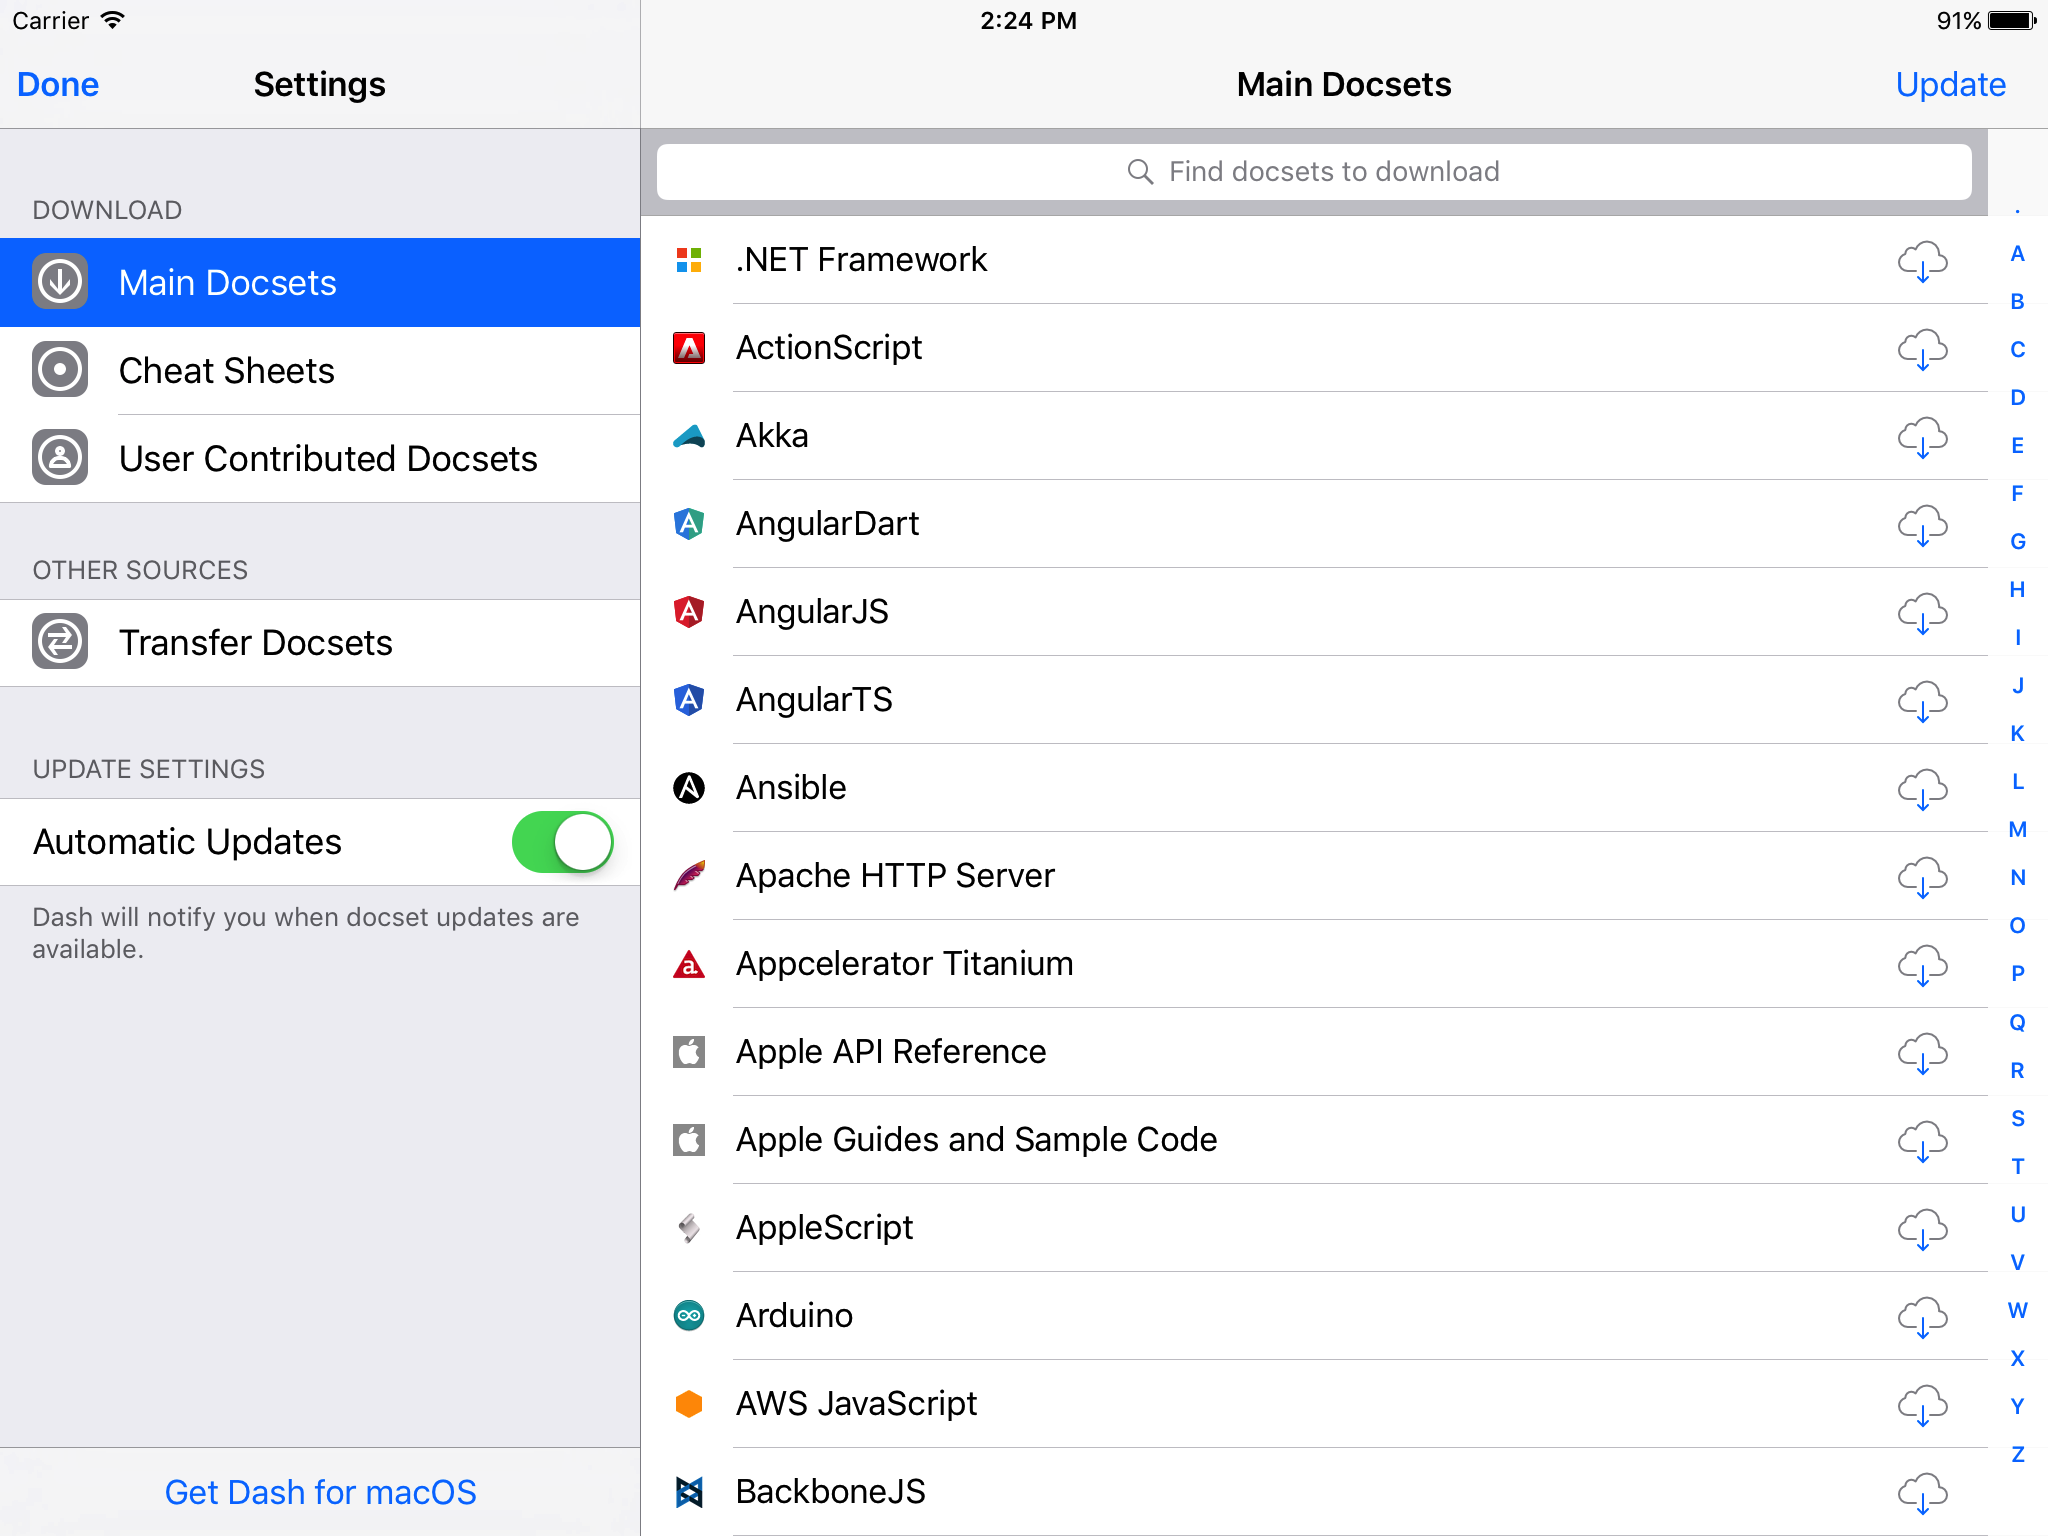 Carrier
2:24 PM
91%
Done
Settings
Main Docsets
Update
DOWNLOAD
Main Docsets
Cheat Sheets
User Contributed Docsets
OTHER SOURCES
Transfer Docsets
UPDATE SETTINGS
Automatic Updates
Dash will notify you when docset updates are
available.
Get Dash for macOS
Find docsets to download
.NET Framework
ActionScript
Akka
AngularDart
AngularJS
AngularTS
Ansible
Apache HTTP Server
Appcelerator Titanium
Apple API Reference
Apple Guides and Sample Code
AppleScript
Arduino
AWS JavaScript
BackboneJS
.
A
B
C
D
E
F
G
H
I
J
K
L
M
N
O
P
Q
R
S
T
U
V
W
X
Y
Z